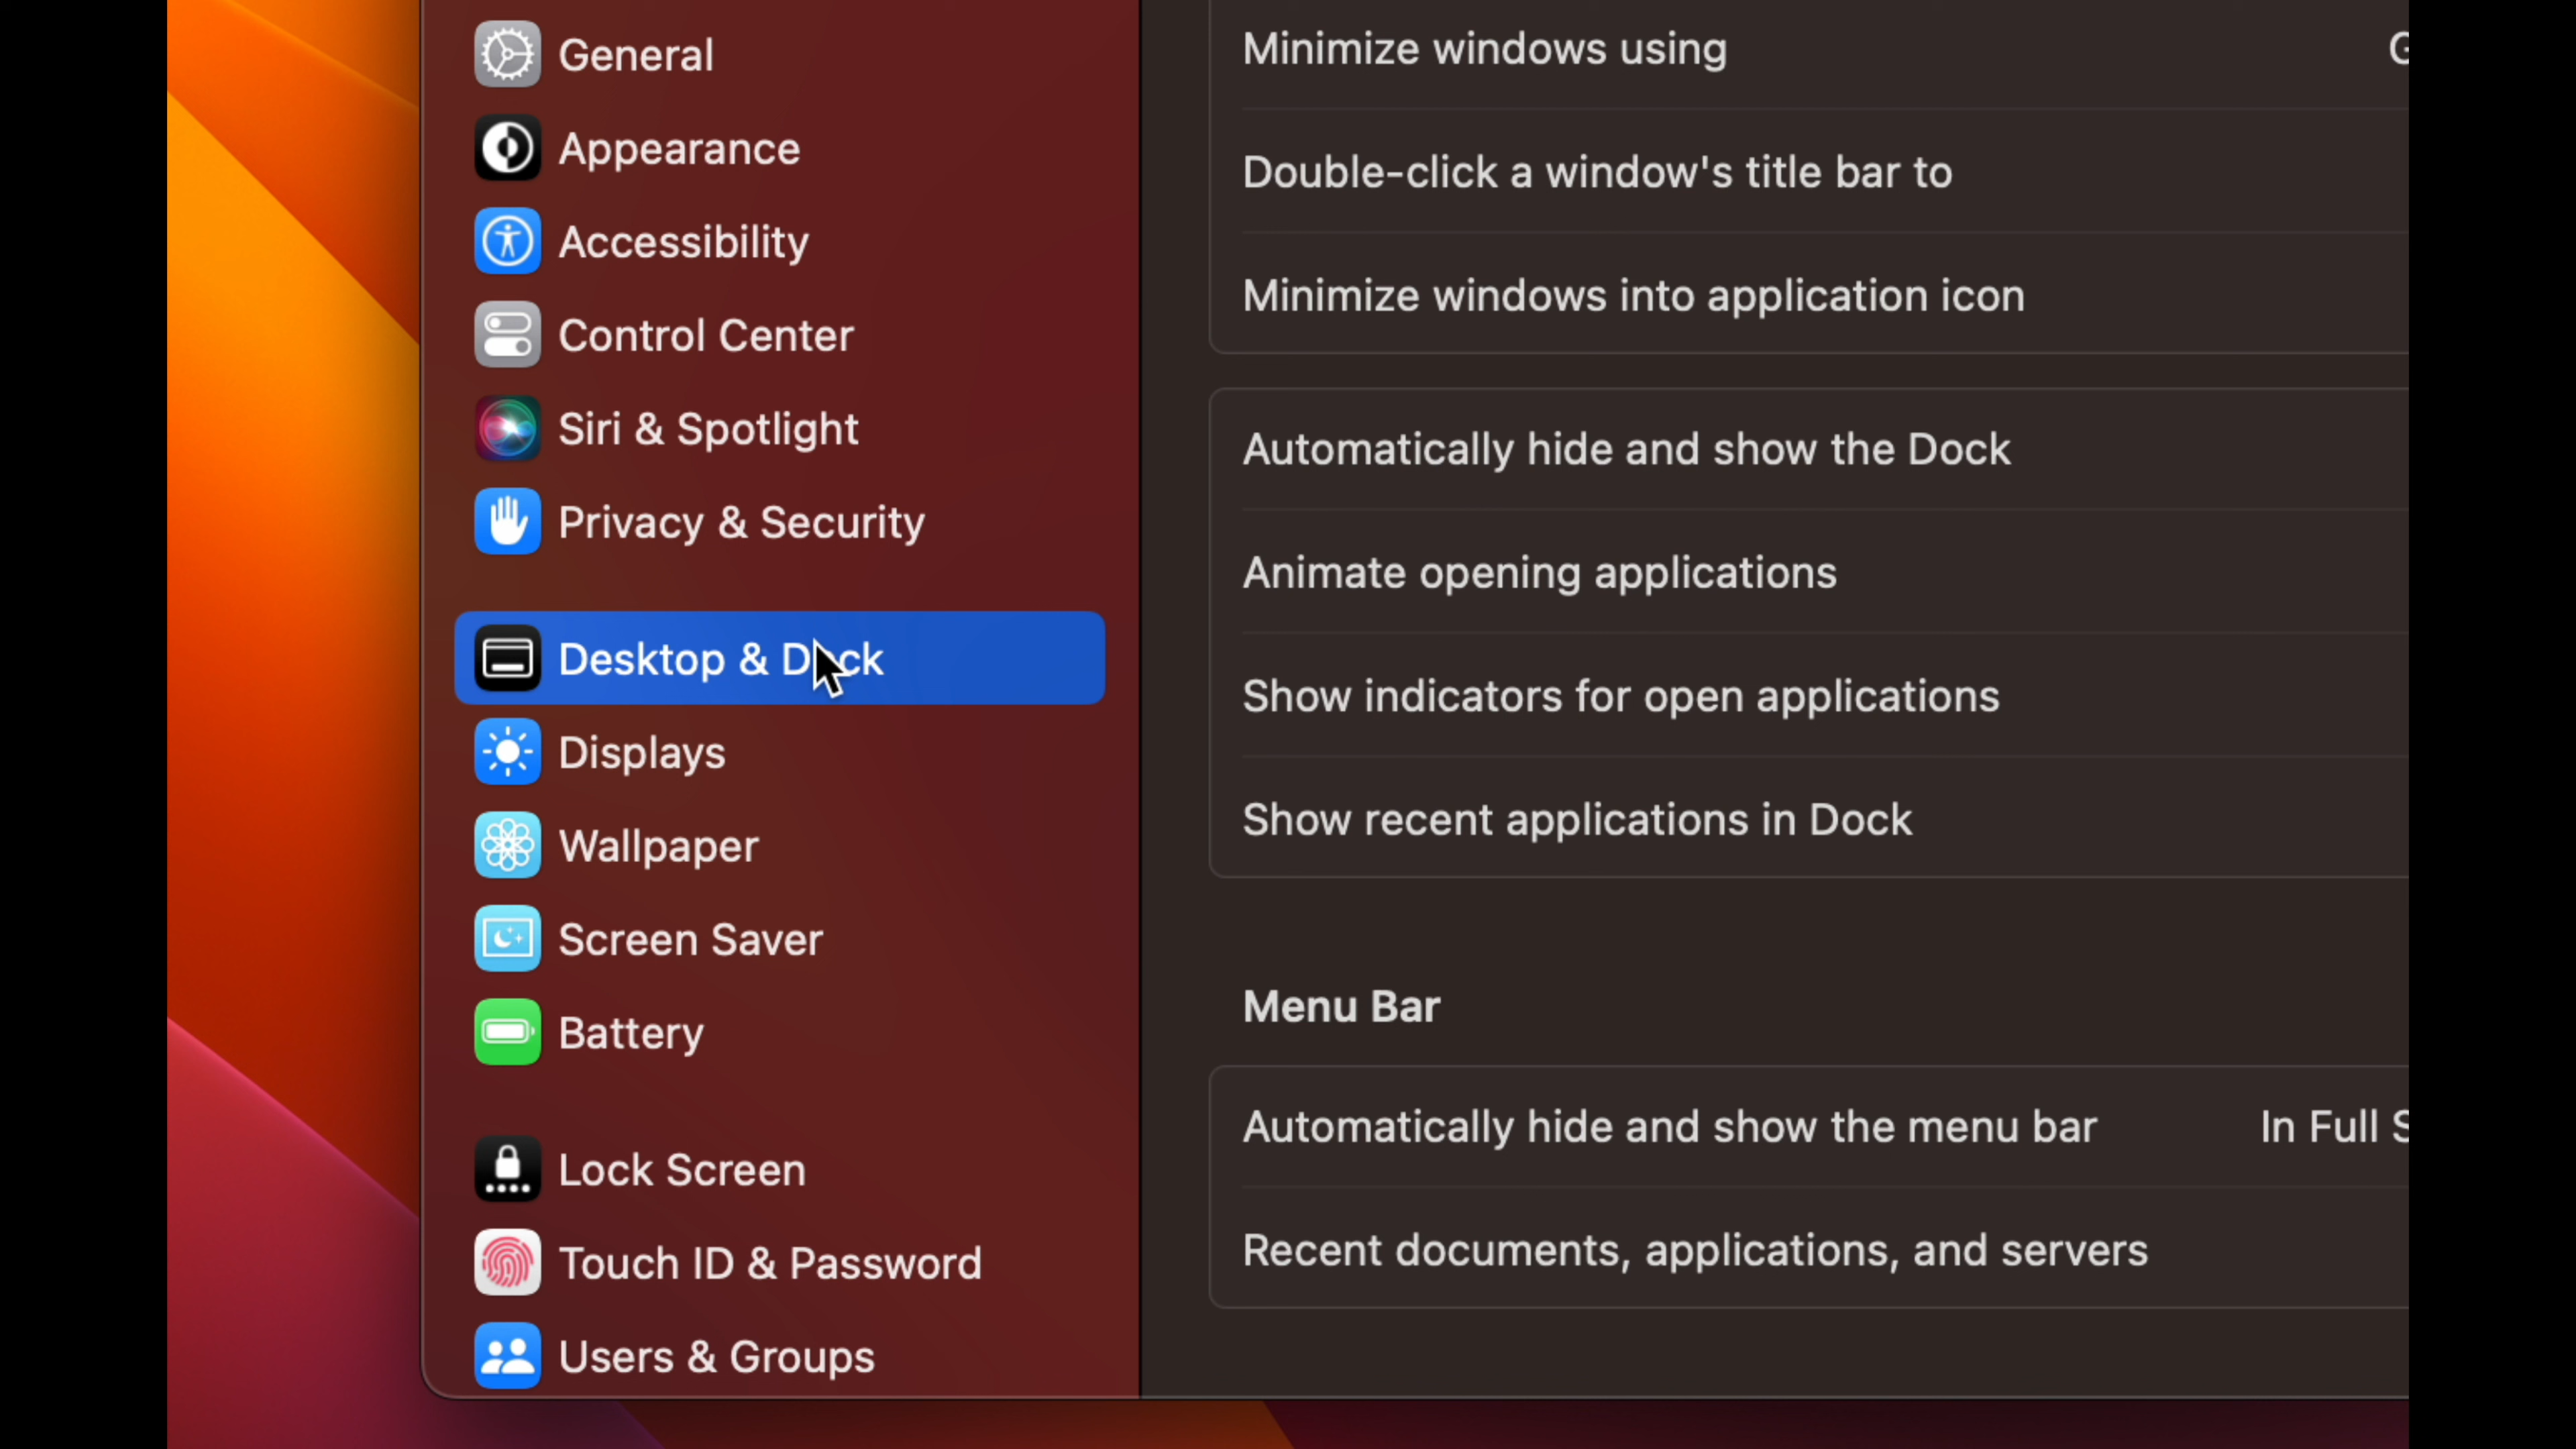 General
Appearance
Accessibility
Control Center
Siri & Spotlight
Privacy & Security
Desktop & Dock
Displays
Wallpaper
Screen Saver
Battery
Lock Screen
Touch ID & Password
Users & Groups
Minimize windows using
Double-click a window's title bar to
Minimize windows into application icon
Automatically hide and show the Dock
Animate opening applications
Show indicators for open applications
Show recent applications in Dock
Menu Bar
Automatically hide and show the menu bar In Full
Recent documents, applications, and servers